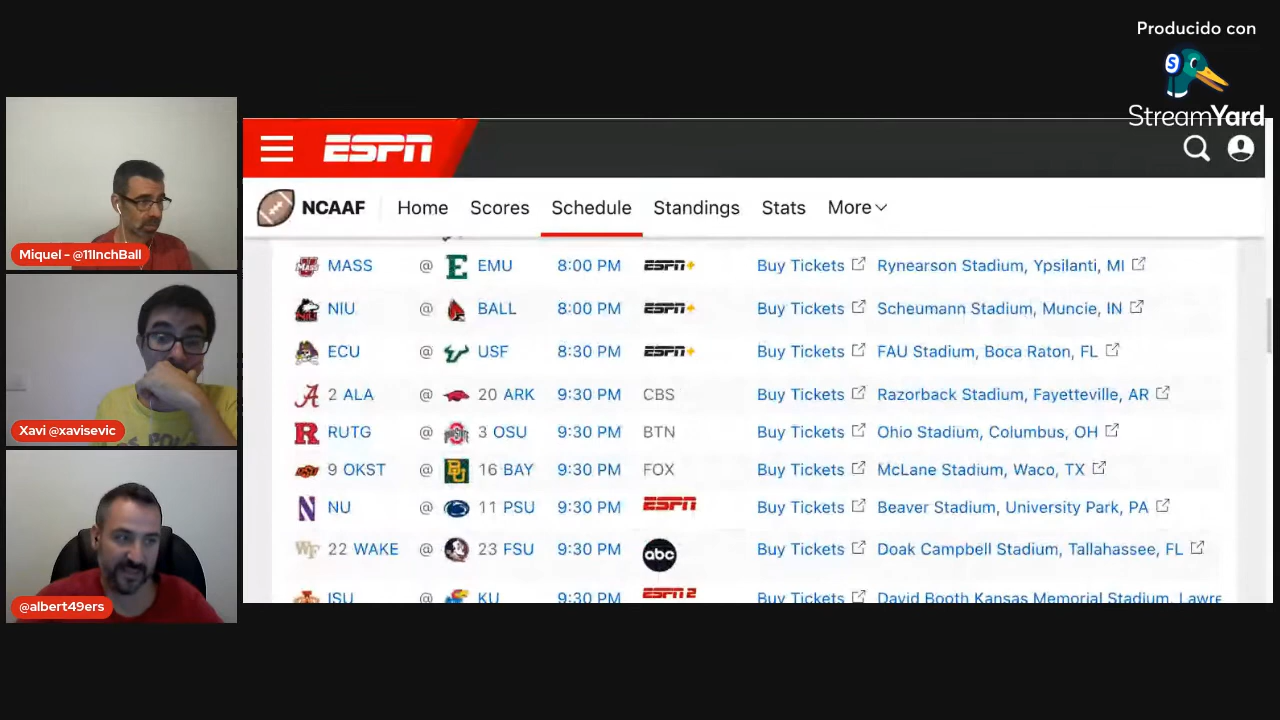 Producido con
StreamYard
ESPN
NCAAF Home Scores Schedule Standings Stats More
MASS @ EMU 8:00 PM ESPN+ Buy Tickets Rynearson Stadium, Ypsilanti, MI
NIU @ BALL 8:00 PM ESPN+ Buy Tickets Scheumann Stadium, Muncie, IN
ECU @ USF 8:30 PM ESPN+ Buy Tickets FAU Stadium, Boca Raton, FL
2 ALA @ 20 ARK 9:30 PM CBS Buy Tickets Razorback Stadium, Fayetteville, AR
RUTG @ 3 OSU 9:30 PM BTN Buy Tickets Ohio Stadium, Columbus, OH
9 OKST @ 16 BAY 9:30 PM FOX Buy Tickets McLane Stadium, Waco, TX
NU @ 11 PSU 9:30 PM ESPN Buy Tickets Beaver Stadium, University Park, PA
22 WAKE @ 23 FSU 9:30 PM abc Buy Tickets Doak Campbell Stadium, Tallahassee, FL
ISU @ KU 9:30 PM ESPN 2 Buy Tickets David Booth Kansas Memorial Stadium, Lawre
Miquel - @11InchBall
Xavi @xavisevic
@albert49ers